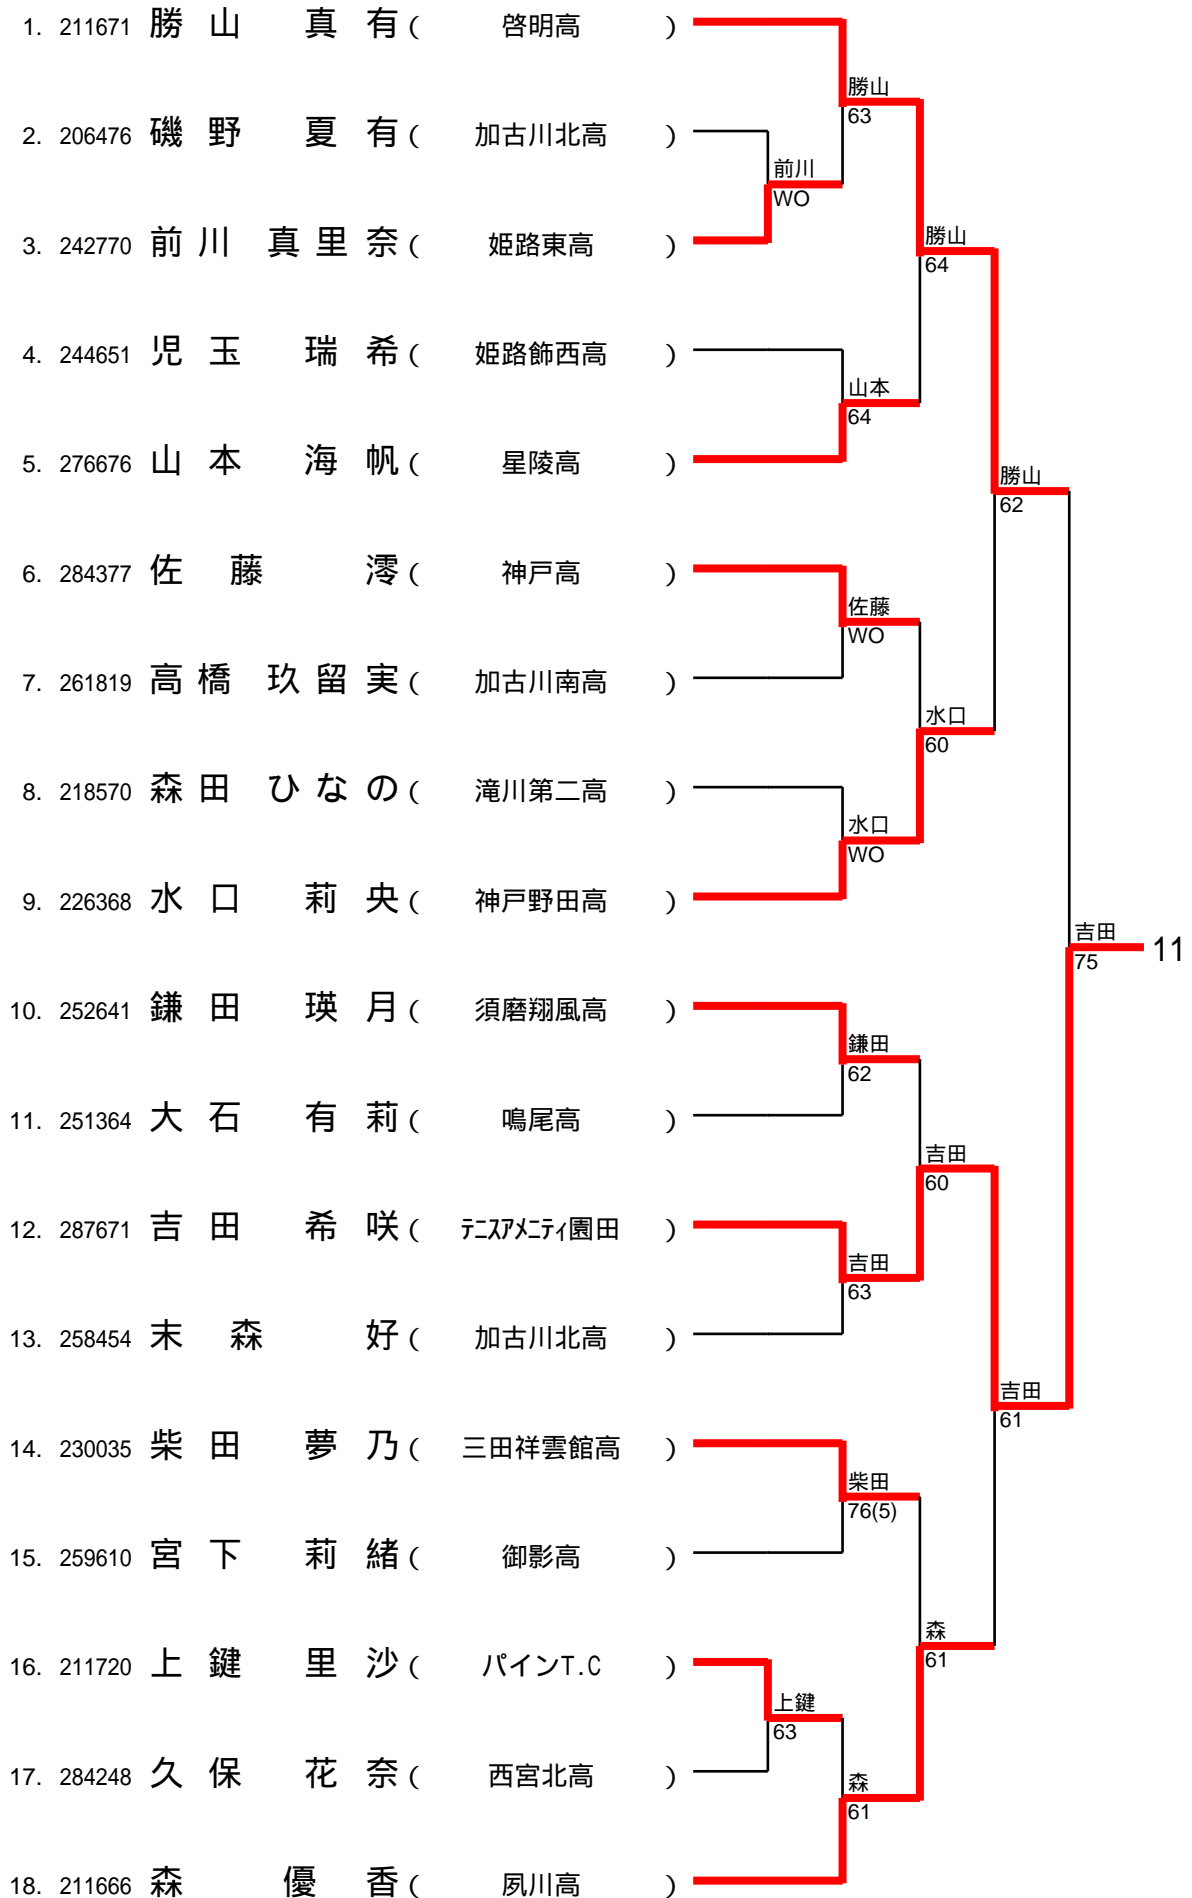 1. 211671 勝山 真有 ( 啓明高 )
勝山
63
2. 206476 磯野 夏有 ( 加古川北高 )
前川
WO
3. 242770 前川 真里奈 ( 姫路東高 )
勝山
64
4. 244651 児玉 瑞希 ( 姫路飾西高 )
山本
64
5. 276676 山本 海帆 ( 星陵高 )
勝山
62
6. 284377 佐藤 澪 ( 神戸高 )
佐藤
WO
7. 261819 高橋 玖留実 ( 加古川南高 )
水口
60
8. 218570 森田 ひなの ( 滝川第二高 )
水口
WO
9. 226368 水口 莉央 ( 神戸野田高 )
吉田
75
11
10. 252641 鎌田 瑛月 ( 須磨翔風高 )
鎌田
62
11. 251364 大石 有莉 ( 鳴尾高 )
吉田
60
12. 287671 吉田 希咲 ( ﾃﾆｽｱﾒﾆﾃｨ園田 )
吉田
63
13. 258454 末森 好 ( 加古川北高 )
吉田
61
14. 230035 柴田 夢乃 ( 三田祥雲館高 )
柴田
76(5)
15. 259610 宮下 莉緒 ( 御影高 )
森
61
16. 211720 上鍵 里沙 ( パインT.C )
上鍵
63
17. 284248 久保 花奈 ( 西宮北高 )
森
61
18. 211666 森 優香 ( 夙川高 )